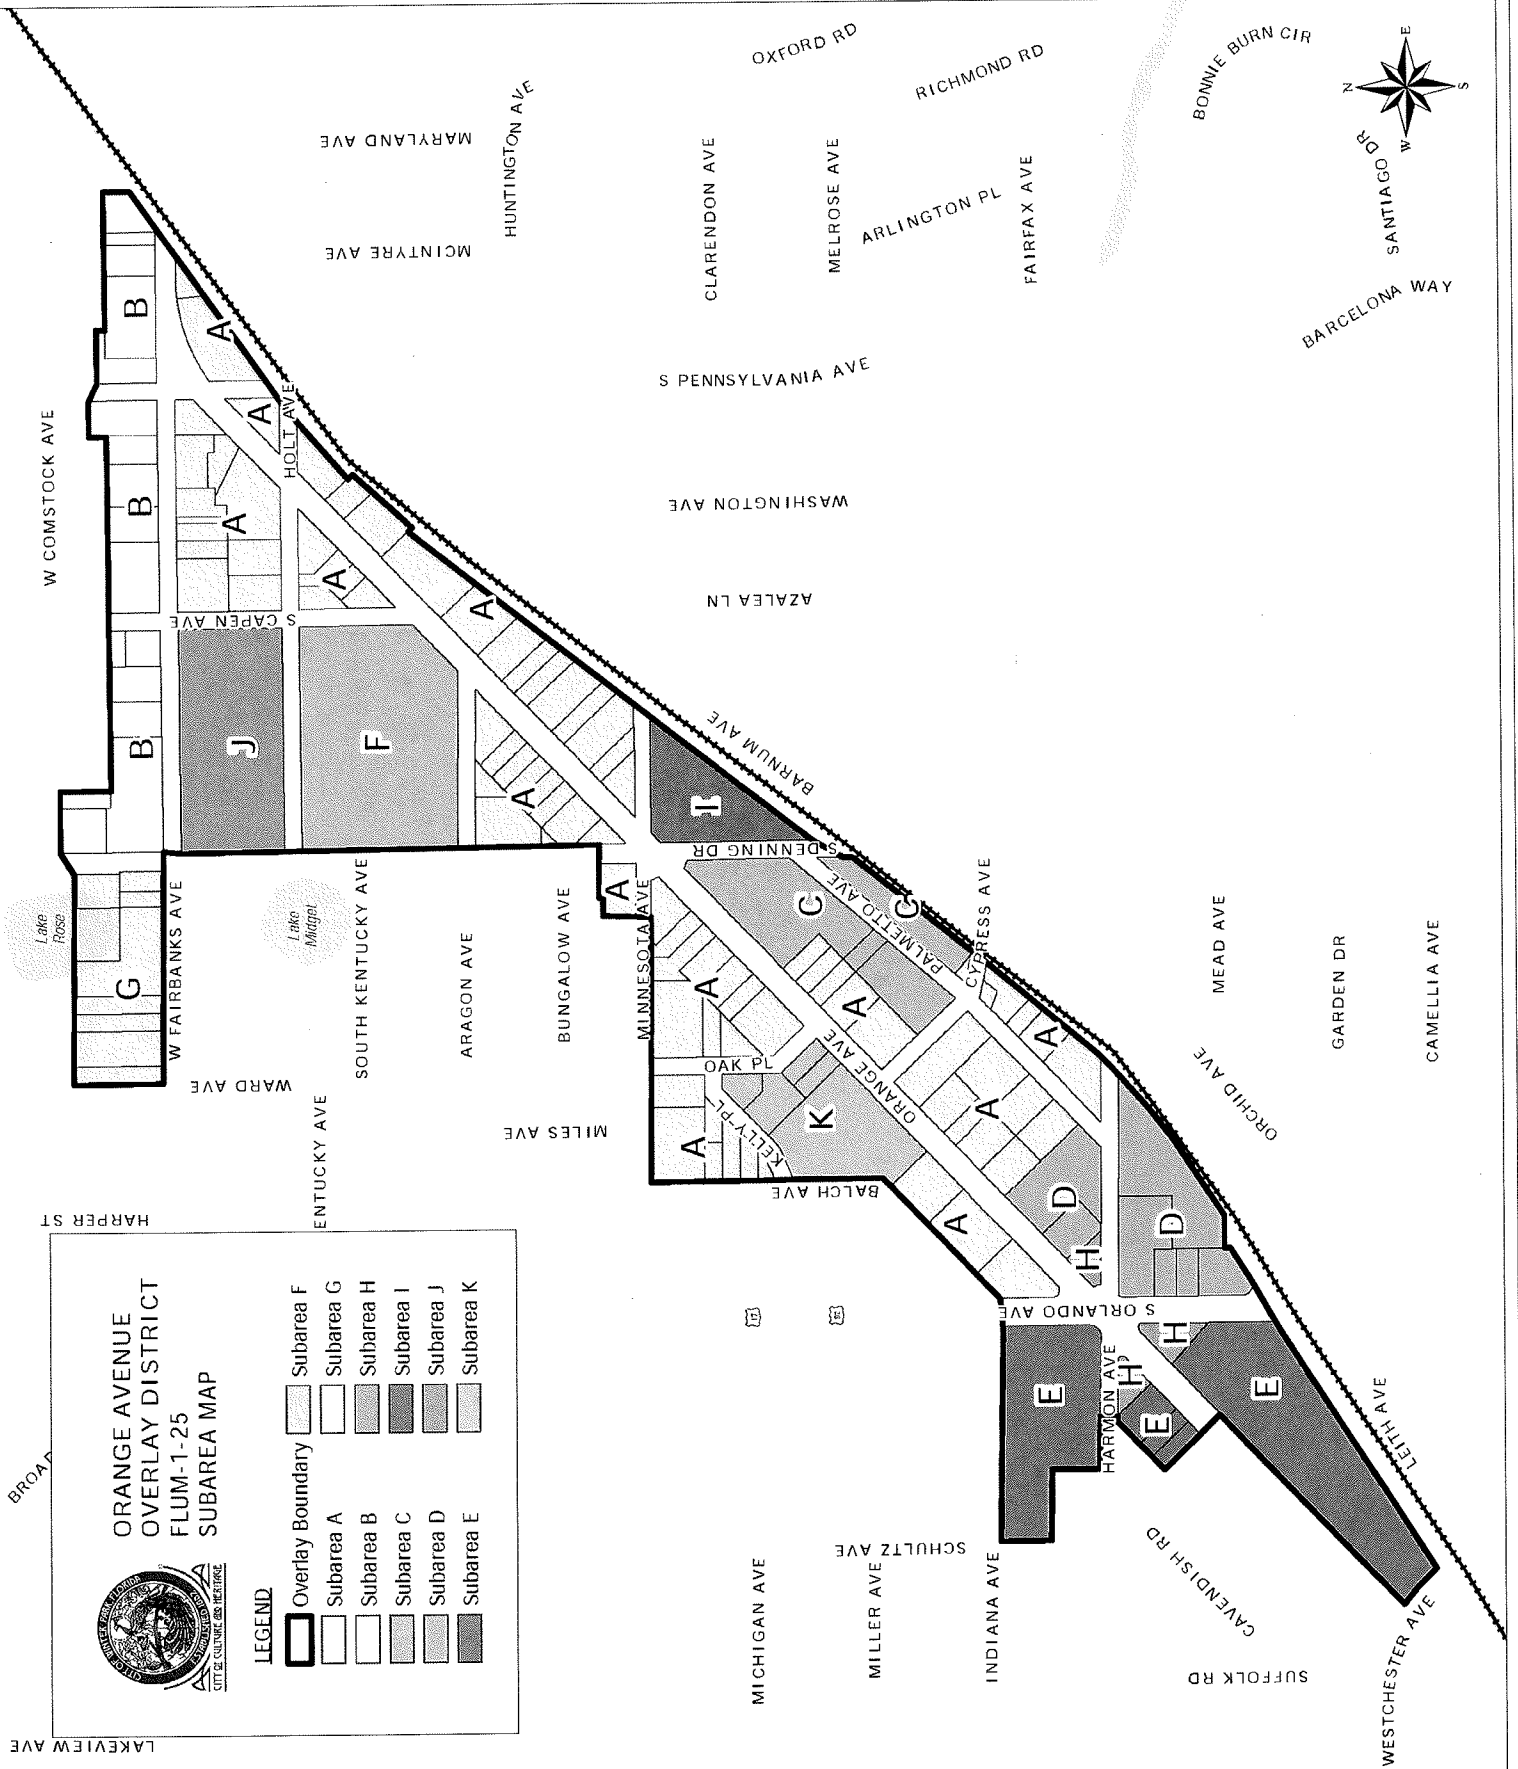 ORANGE AVENUE
OVERLAY DISTRICT
FLUM-1-25
SUBAREA MAP
CITY OF WINTER PARK FLORIDA
CITY OF CULTURE AND HERITAGE
LEGEND
Overlay Boundary
Subarea A
Subarea B
Subarea C
Subarea D
Subarea E
Subarea F
Subarea G
Subarea H
Subarea I
Subarea J
Subarea K
LAKEVIEW AVE
BROAD
HARPER ST
ENTUCKY AVE
WARD AVE
MILES AVE
W COMSTOCK AVE
Lake
Rose
Lake
Midget
W FAIRBANKS AVE
SOUTH KENTUCKY AVE
ARAGON AVE
BUNGALOW AVE
MINNESOTA AVE
S CAPEN AVE
HOLT AVE
MARYLAND AVE
MCINTYRE AVE
HUNTINGTON AVE
OXFORD RD
RICHMOND RD
BONNIE BURN CIR
CLARENDON AVE
MELROSE AVE
ARLINGTON PL
FAIRFAX AVE
SANTIAGO DR
BARCELONA WAY
S PENNSYLVANIA AVE
WASHINGTON AVE
AZALEA LN
BARNUM AVE
S DENNING DR
PALMETTO AVE
CYPRESS AVE
OAK PL
KELLY PL
ORANGE AVE
BALCH AVE
MEAD AVE
GARDEN DR
CAMELLIA AVE
ORCHID AVE
S ORLANDO AVE
HARMON AVE
LEITH AVE
SCHULTZ AVE
MICHIGAN AVE
MILLER AVE
INDIANA AVE
CAVENDISH RD
SUFFOLK RD
WESTCHESTER AVE
B
B
B
G
J
F
A
A
A
A
A
A
A
I
C
C
A
A
A
K
A
A
A
D
D
H
H
H
E
E
E
N
E
S
W